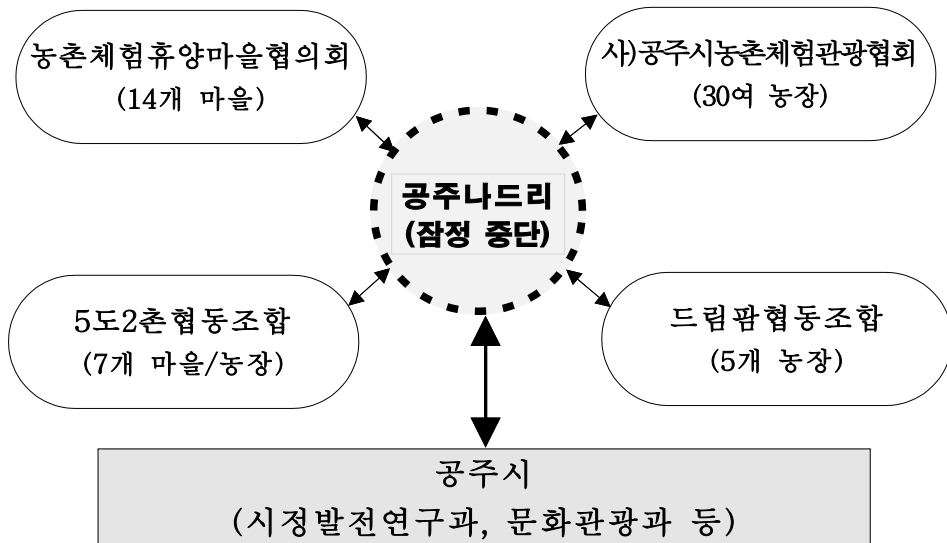 농촌체험휴양마을협의회
(14개 마을)
사)공주시농촌체험관광협회
(30여 농장)
공주나드리
(잠정 중단)
5도2촌협동조합
(7개 마을/농장)
드림팜협동조합
(5개 농장)
공주시
(시정발전연구과, 문화관광과 등)